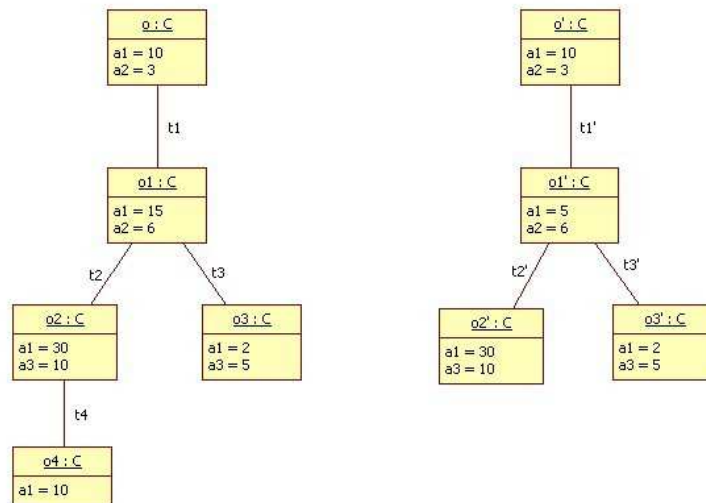 o : C
a1 = 10
a2 = 3
t1
o1 : C
a1 = 15
a2 = 6
t2
t3
o2 : C
a1 = 30
a3 = 10
o3 : C
a1 = 2
a3 = 5
t4
o4 : C
a1 = 10
o' : C
a1 = 10
a2 = 3
t1'
o1' : C
a1 = 5
a2 = 6
t2'
t3'
o2' : C
a1 = 30
a3 = 10
o3' : C
a1 = 2
a3 = 5